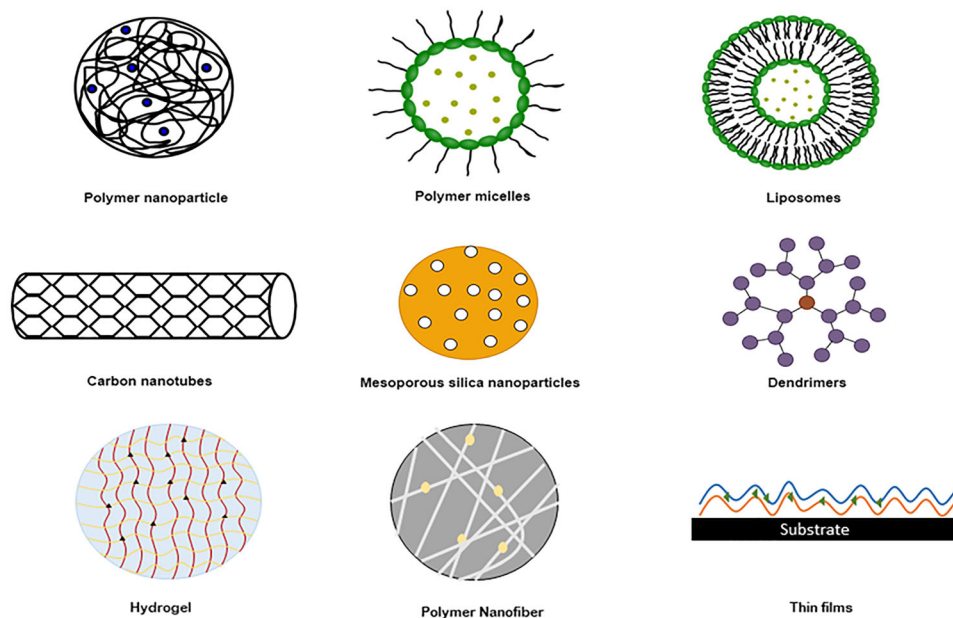 Polymer nanoparticle
Polymer micelles
Liposomes
Carbon nanotubes
Mesoporous silica nanoparticles
Dendrimers
Substrate
Hydrogel
Polymer Nanofiber
Thin films